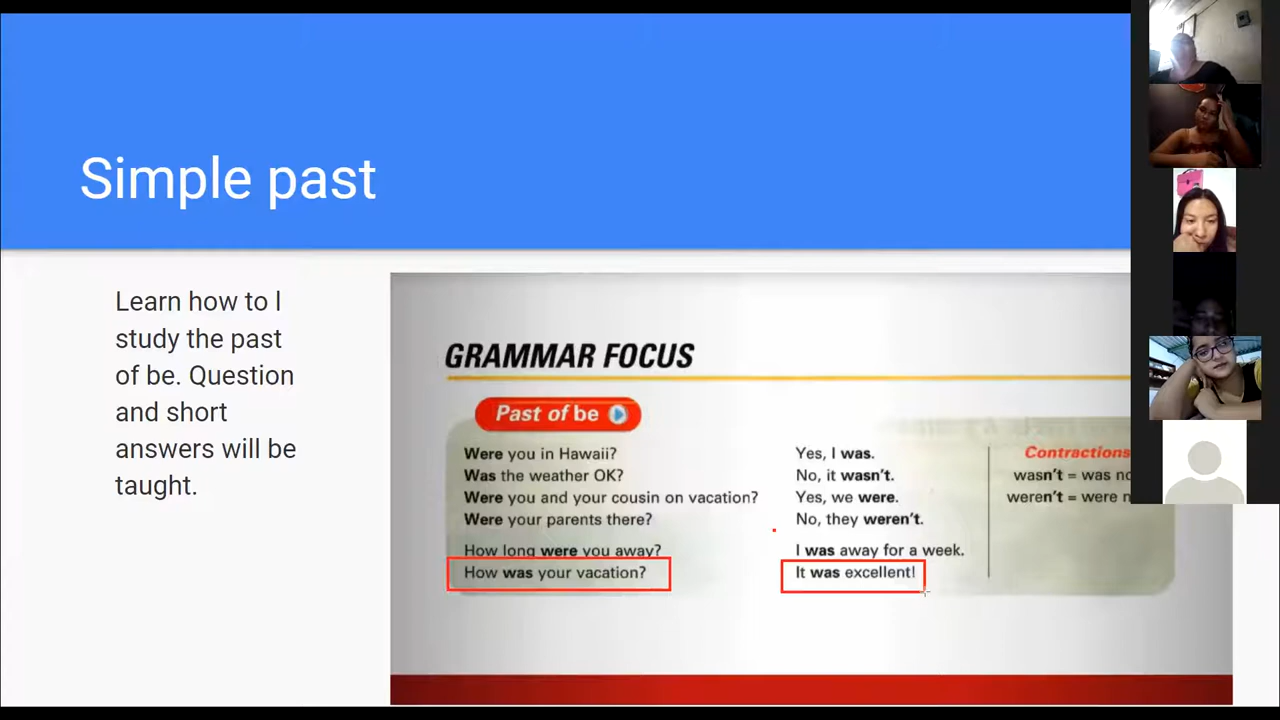 Simple past
Learn how to l
study the past
of be. Question
and short
answers will be
taught.
GRAMMAR FOCUS
Past of be
Were you in Hawaii?
Was the weather OK?
Were you and your cousin on vacation?
Were your parents there?
How long were you away?
How was your vacation?
Yes, I was.
No, it wasn't.
Yes, we were.
No, they weren't.
I was away for a week.
It was excellent!
Contractions
wasn't = was
weren't = were